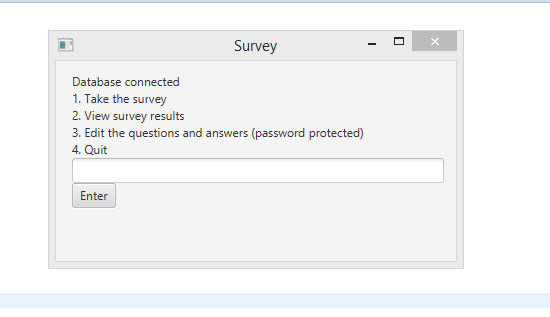 Survey
Database connected
1. Take the survey
2. View survey results
3. Edit the questions and answers (password protected)
4. Quit
Enter